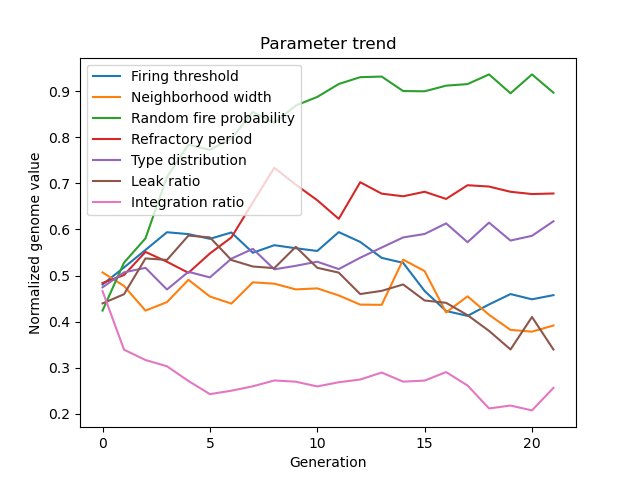 Parameter trend
Firing threshold
Neighborhood width
Random fire probability
Refractory period
Type distribution
Leak ratio
Integration ratio
Normalized genome value
0.9
0.8
0.7
0.6
0.5
0.4
0.3
0.2
0 5 10 15 20
Generation